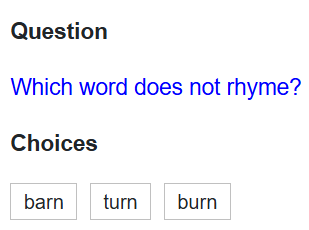 Question
Which word does not rhyme?
Choices
barn turn burn